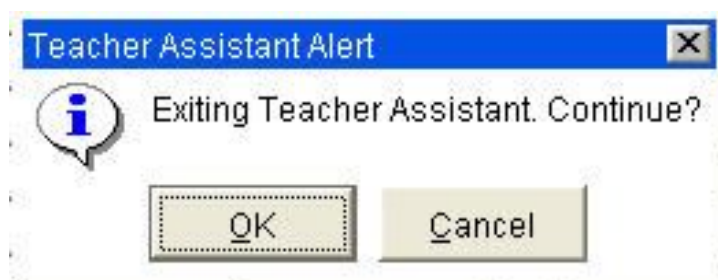 Teacher Assistant Alert
Exiting Teacher Assistant. Continue?
OK
Cancel